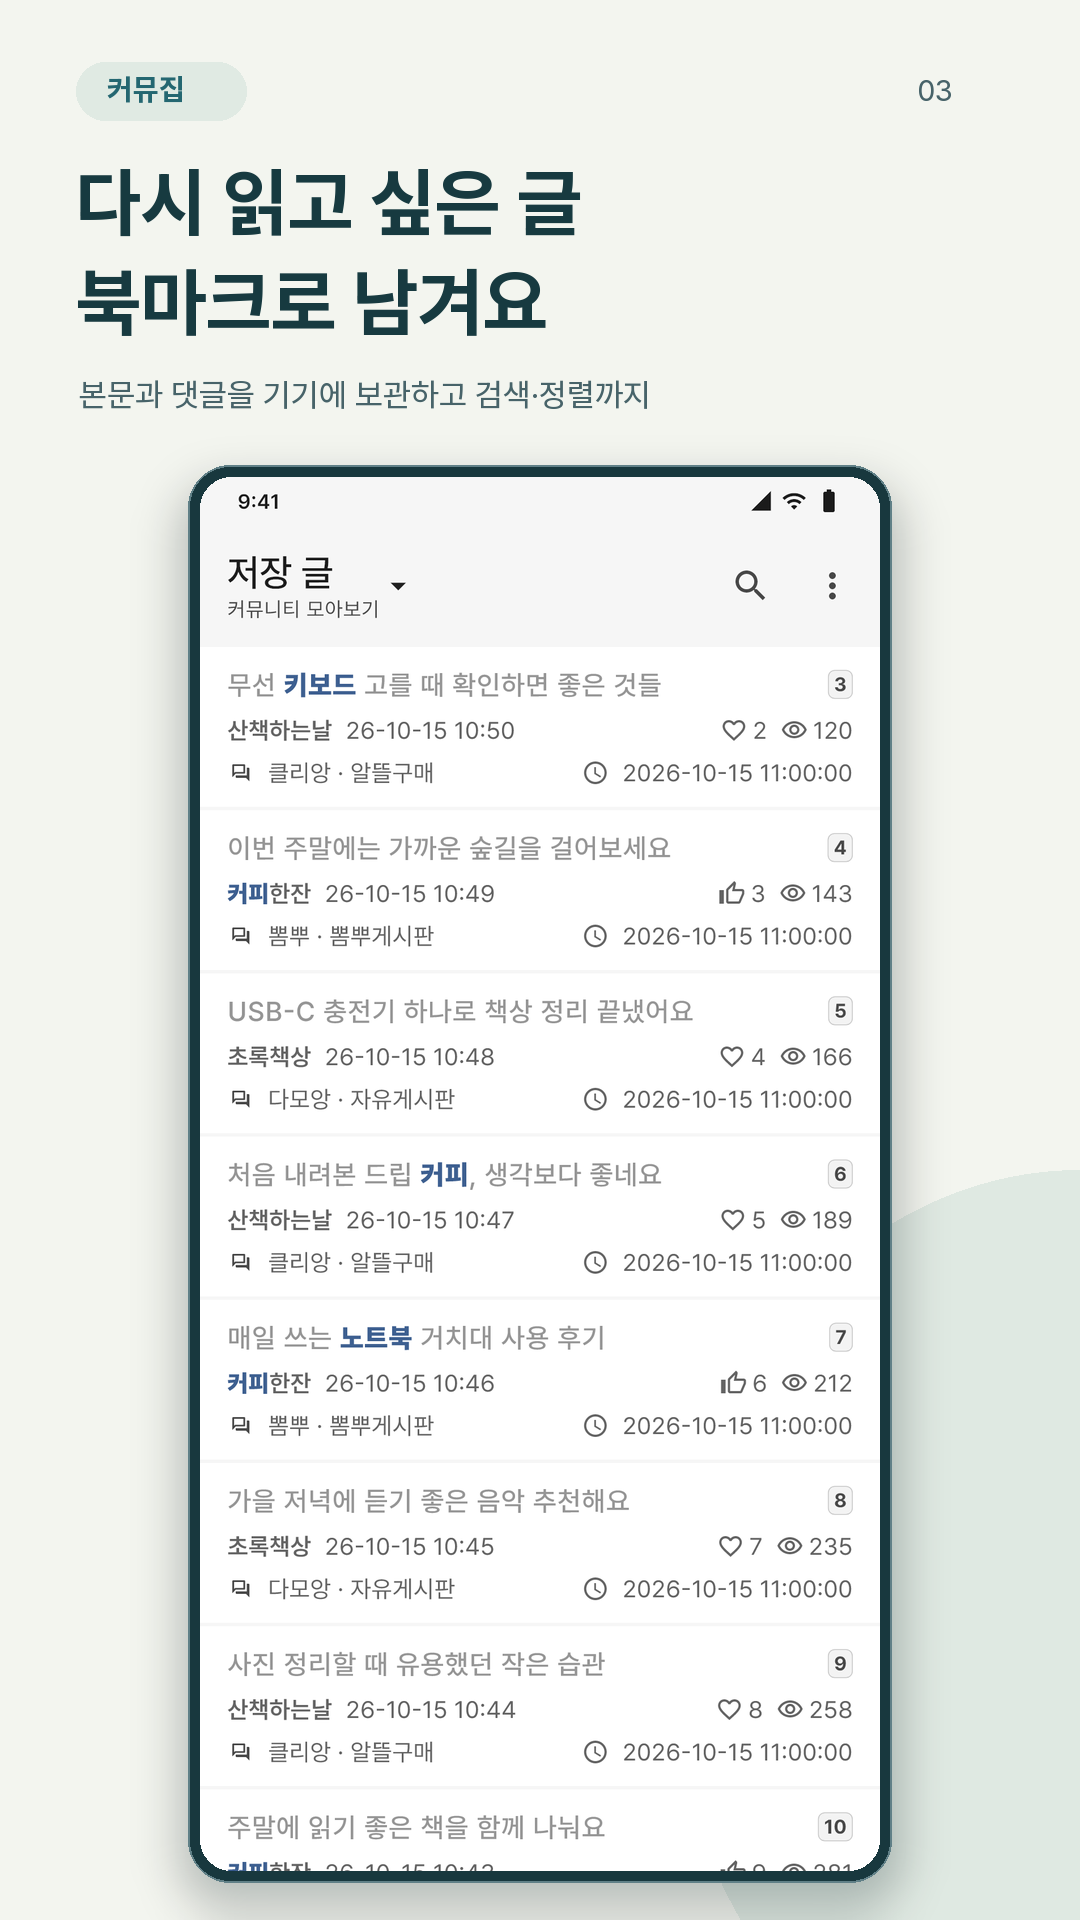 커뮤집
03
다시 읽고 싶은 글
북마크로 남겨요
본문과 댓글을 기기에 보관하고 검색·정렬까지
9:41
저장 글
커뮤니티 모아보기
무선 키보드 고를 때 확인하면 좋은 것들 3
산책하는날 26-10-15 10:50 2 120
클리앙 · 알뜰구매 2026-10-15 11:00:00
이번 주말에는 가까운 숲길을 걸어보세요 4
커피한잔 26-10-15 10:49 3 143
뽐뿌 · 뽐뿌게시판 2026-10-15 11:00:00
USB-C 충전기 하나로 책상 정리 끝냈어요 5
초록책상 26-10-15 10:48 4 166
다모앙 · 자유게시판 2026-10-15 11:00:00
처음 내려본 드립 커피, 생각보다 좋네요 6
산책하는날 26-10-15 10:47 5 189
클리앙 · 알뜰구매 2026-10-15 11:00:00
매일 쓰는 노트북 거치대 사용 후기 7
커피한잔 26-10-15 10:46 6 212
뽐뿌 · 뽐뿌게시판 2026-10-15 11:00:00
가을 저녁에 듣기 좋은 음악 추천해요 8
초록책상 26-10-15 10:45 7 235
다모앙 · 자유게시판 2026-10-15 11:00:00
사진 정리할 때 유용했던 작은 습관 9
산책하는날 26-10-15 10:44 8 258
클리앙 · 알뜰구매 2026-10-15 11:00:00
주말에 읽기 좋은 책을 함께 나눠요 10
커피한잔 26-10-15 10:43 9 281